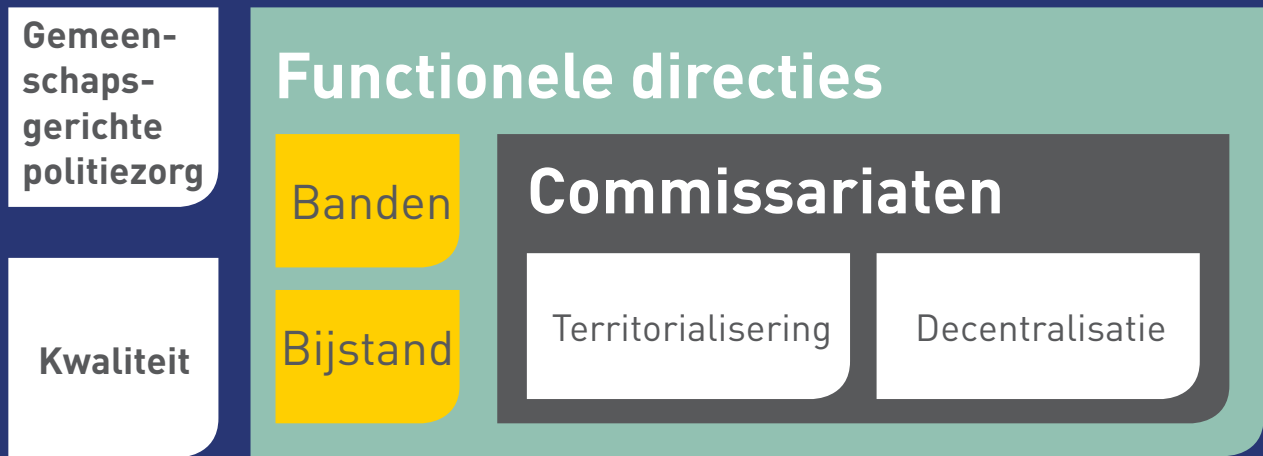 Gemeen-
schaps-
gerichte
politiezorg
Kwaliteit
Functionele directies
Banden
Bijstand
Commissariaten
Territorialisering
Decentralisatie